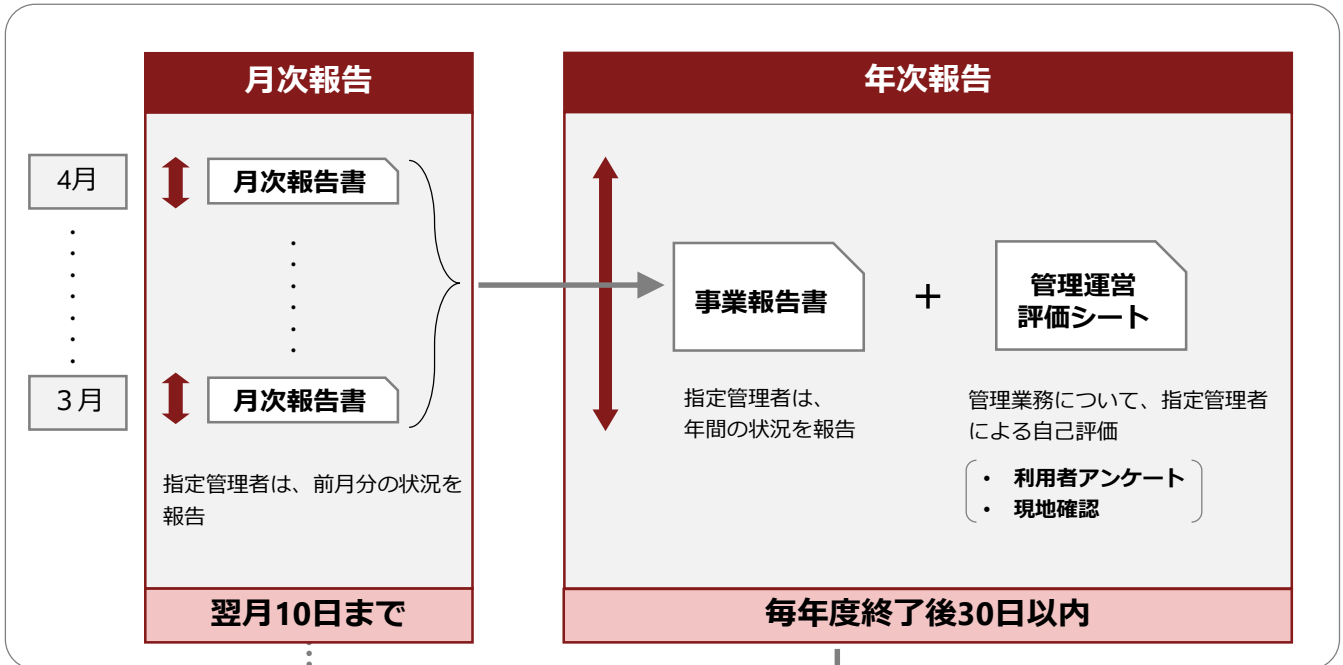 月次報告
年次報告
4月
月次報告書
３月
月次報告書
指定管理者は、前月分の状況を
報告
翌月10日まで
事業報告書
+
管理運営
評価シート
指定管理者は、
年間の状況を報告
管理業務について、指定管理者
による自己評価
・ 利用者アンケート
・ 現地確認
毎年度終了後30日以内